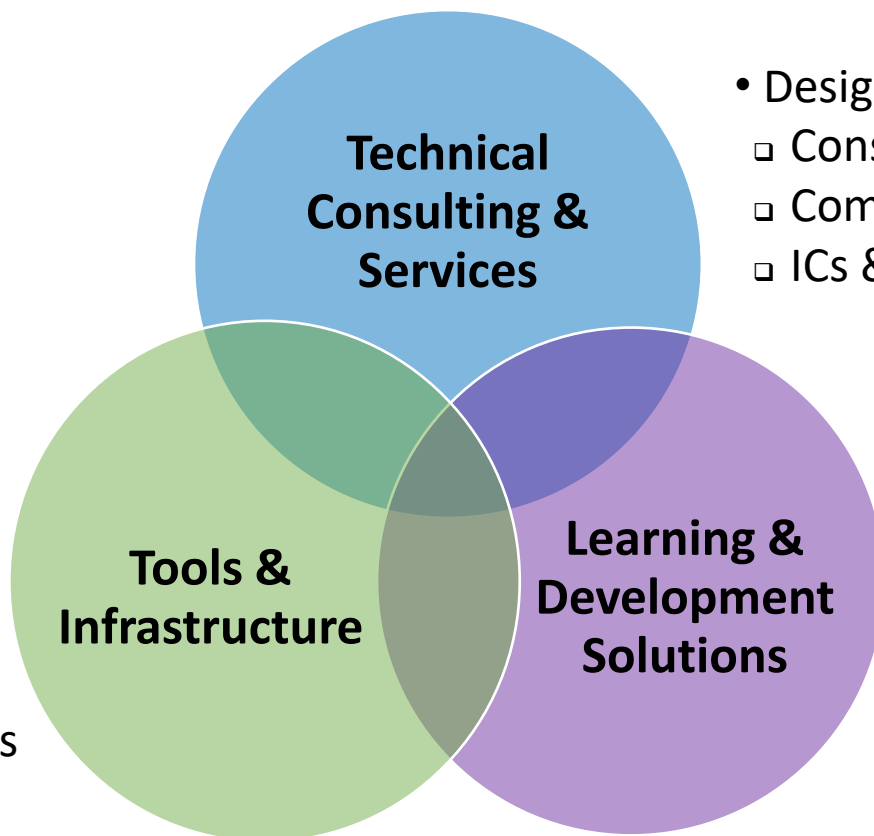 Technical
Consulting &
Services
• Desig
❑ Cons
❑ Com
❑ ICs &
Tools &
Infrastructure
Learning &
Development
Solutions
s